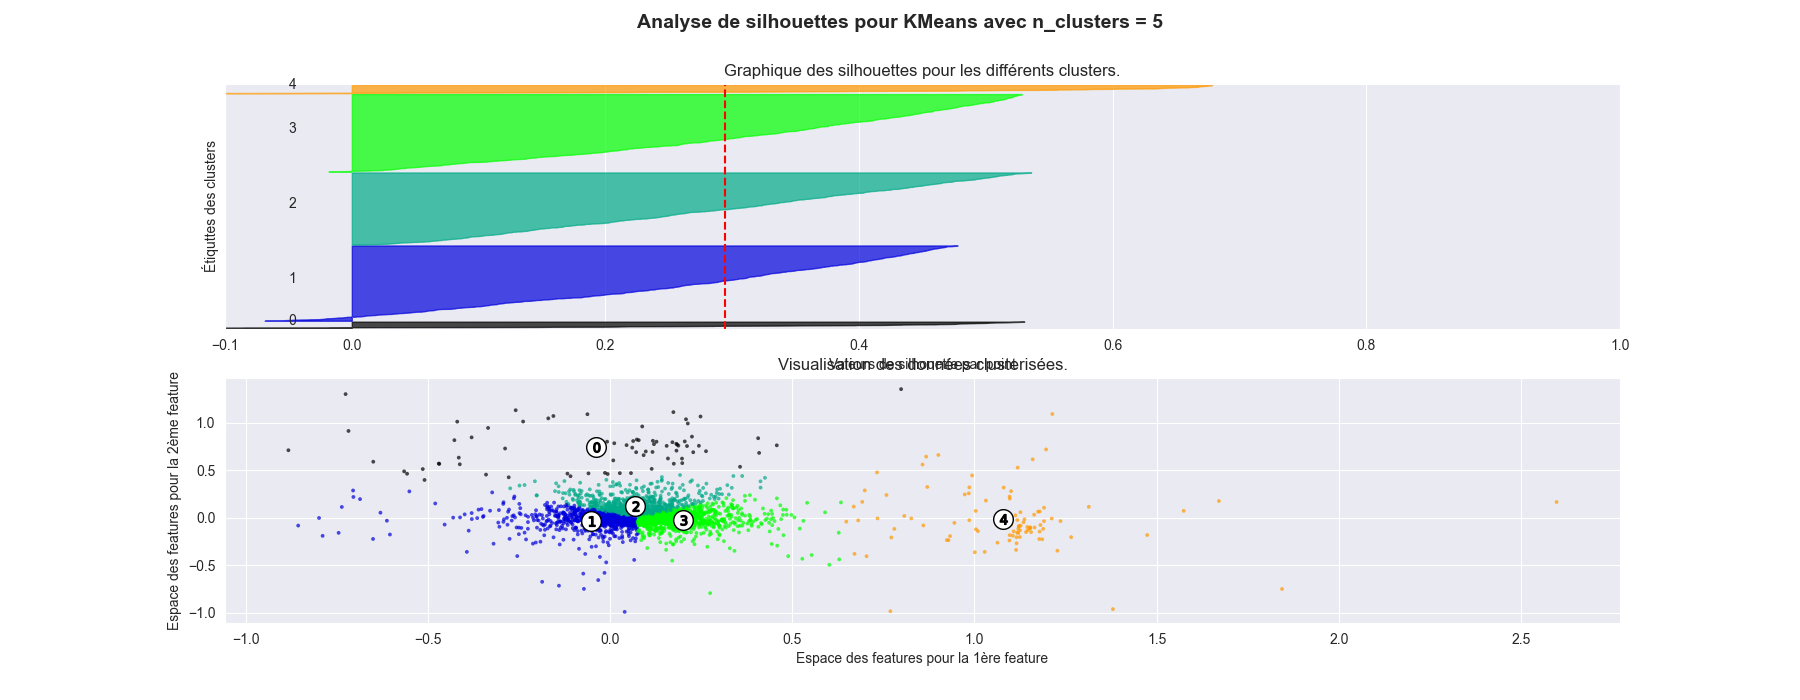 Analyse de silhouettes pour KMeans avec n_clusters = 5
Graphique des silhouettes pour les différents clusters.
Étiquttes des clusters
4
3
2
1
0
−0.1 0.0 0.2 0.4 0.6 0.8 1.0
Visualisation des données clusterisées.
Espace des features pour la 2ème feature
1.0
0.5
0.0
−0.5
−1.0
0
2
1
3
4
−1.0 −0.5 0.0 0.5 1.0 1.5 2.0 2.5
Espace des features pour la 1ère feature